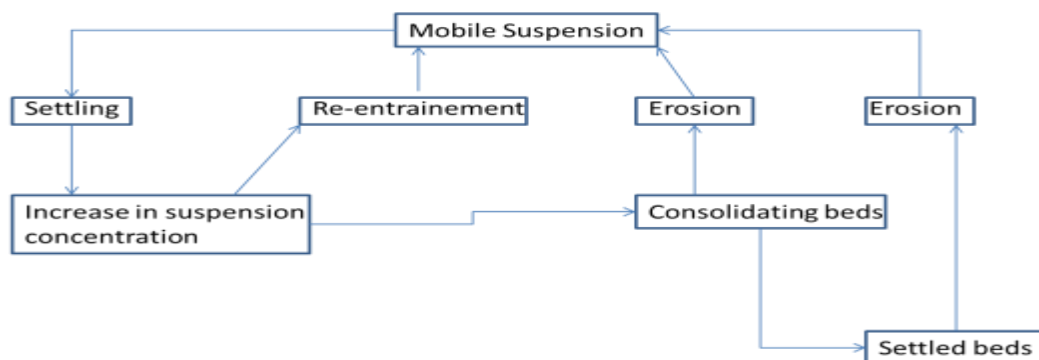 Mobile Suspension
Settling
Re-entrainement
Erosion
Erosion
Increase in suspension
concentration
Consolidating beds
Settled beds